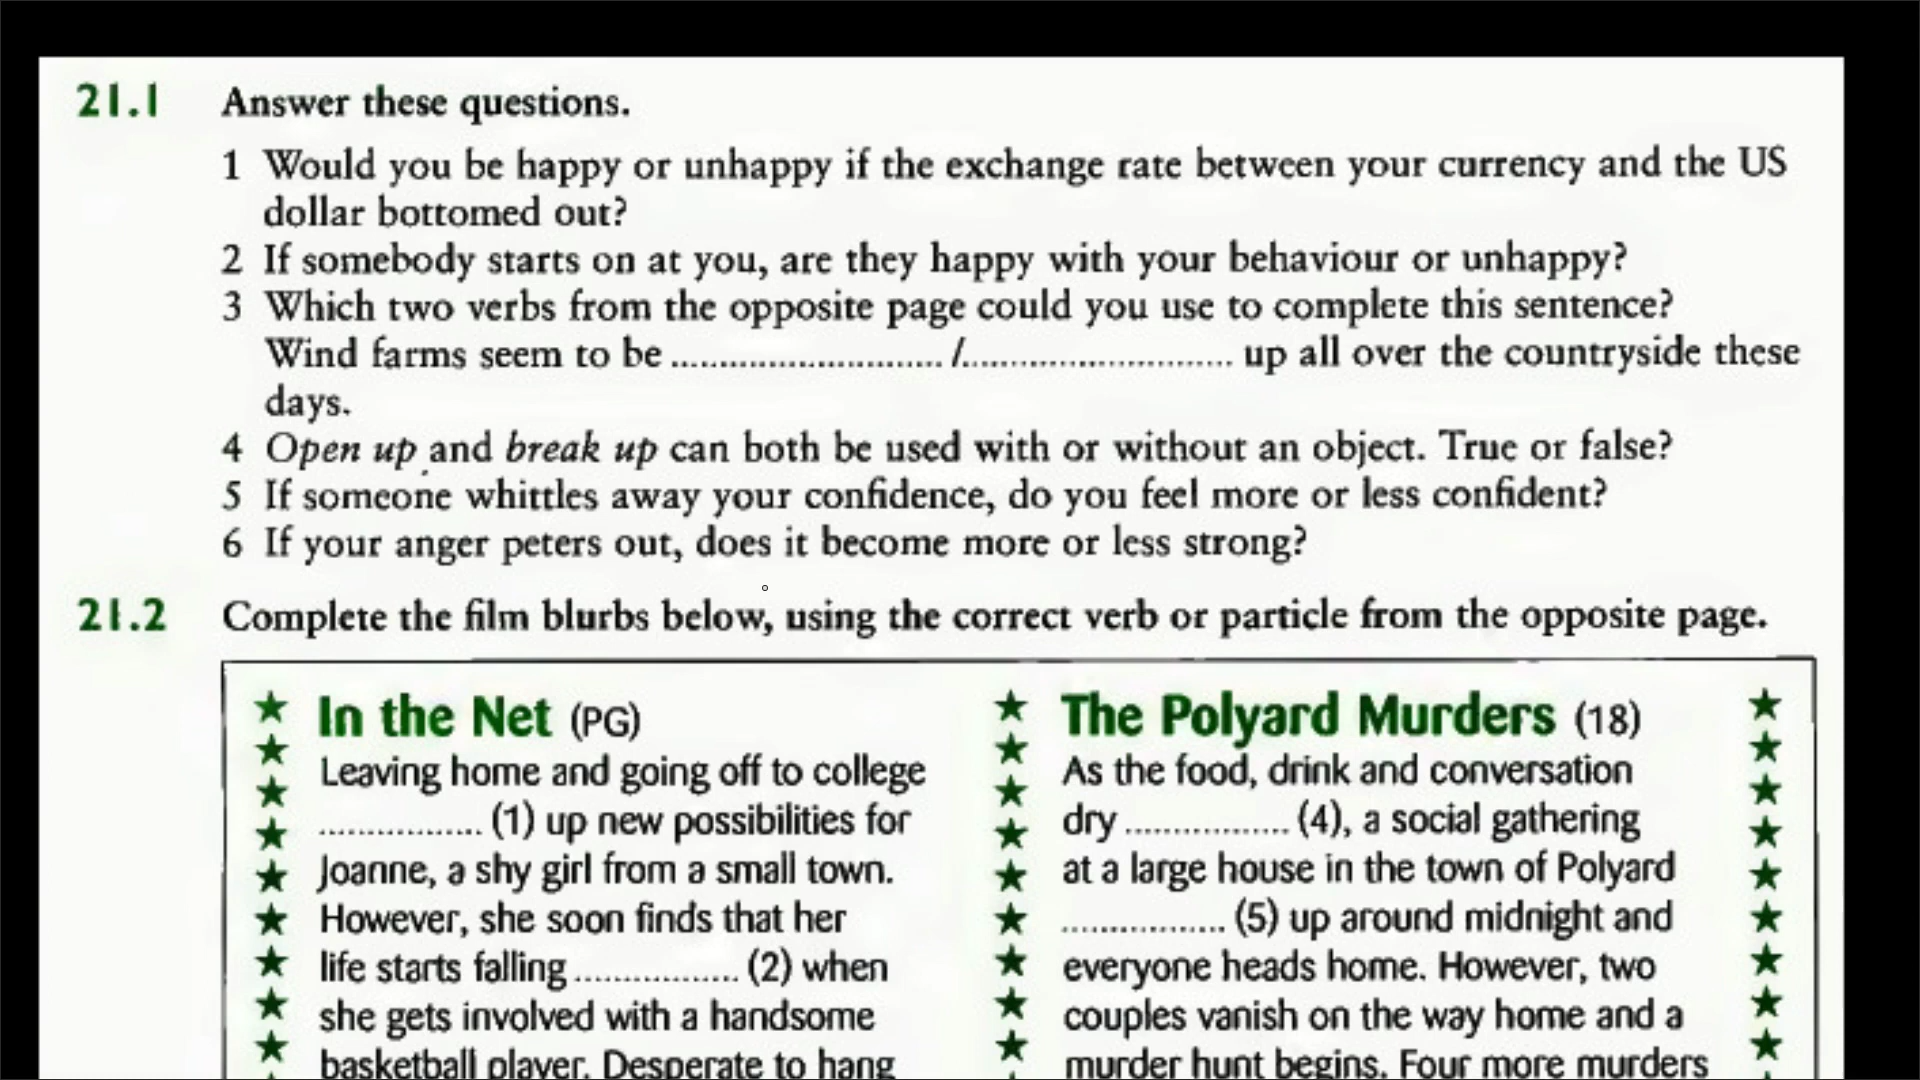 21.1 Answer these questions.
1 Would you be happy or unhappy if the exchange rate between your currency and the US
dollar bottomed out?
2 If somebody starts on at you, are they happy with your behaviour or unhappy?
3 Which two verbs from the opposite page could you use to complete this sentence?
Wind farms seem to be ........................... /........................... up all over the countryside these
days.
4 Open up and break up can both be used with or without an object. True or false?
5 If someone whittles away your confidence, do you feel more or less confident?
6 If your anger peters out, does it become more or less strong?
21.2 Complete the film blurbs below, using the correct verb or particle from the opposite page.
In the Net (PG)
Leaving home and going off to college
................. (1) up new possibilities for
Joanne, a shy girl from a small town.
However, she soon finds that her
life starts falling ................. (2) when
she gets involved with a handsome
basketball player. Desperate to hang
The Polyard Murders (18)
As the food, drink and conversation
dry ................. (4), a social gathering
at a large house in the town of Polyard
................. (5) up around midnight and
everyone heads home. However, two
couples vanish on the way home and a
murder hunt begins. Four more murders